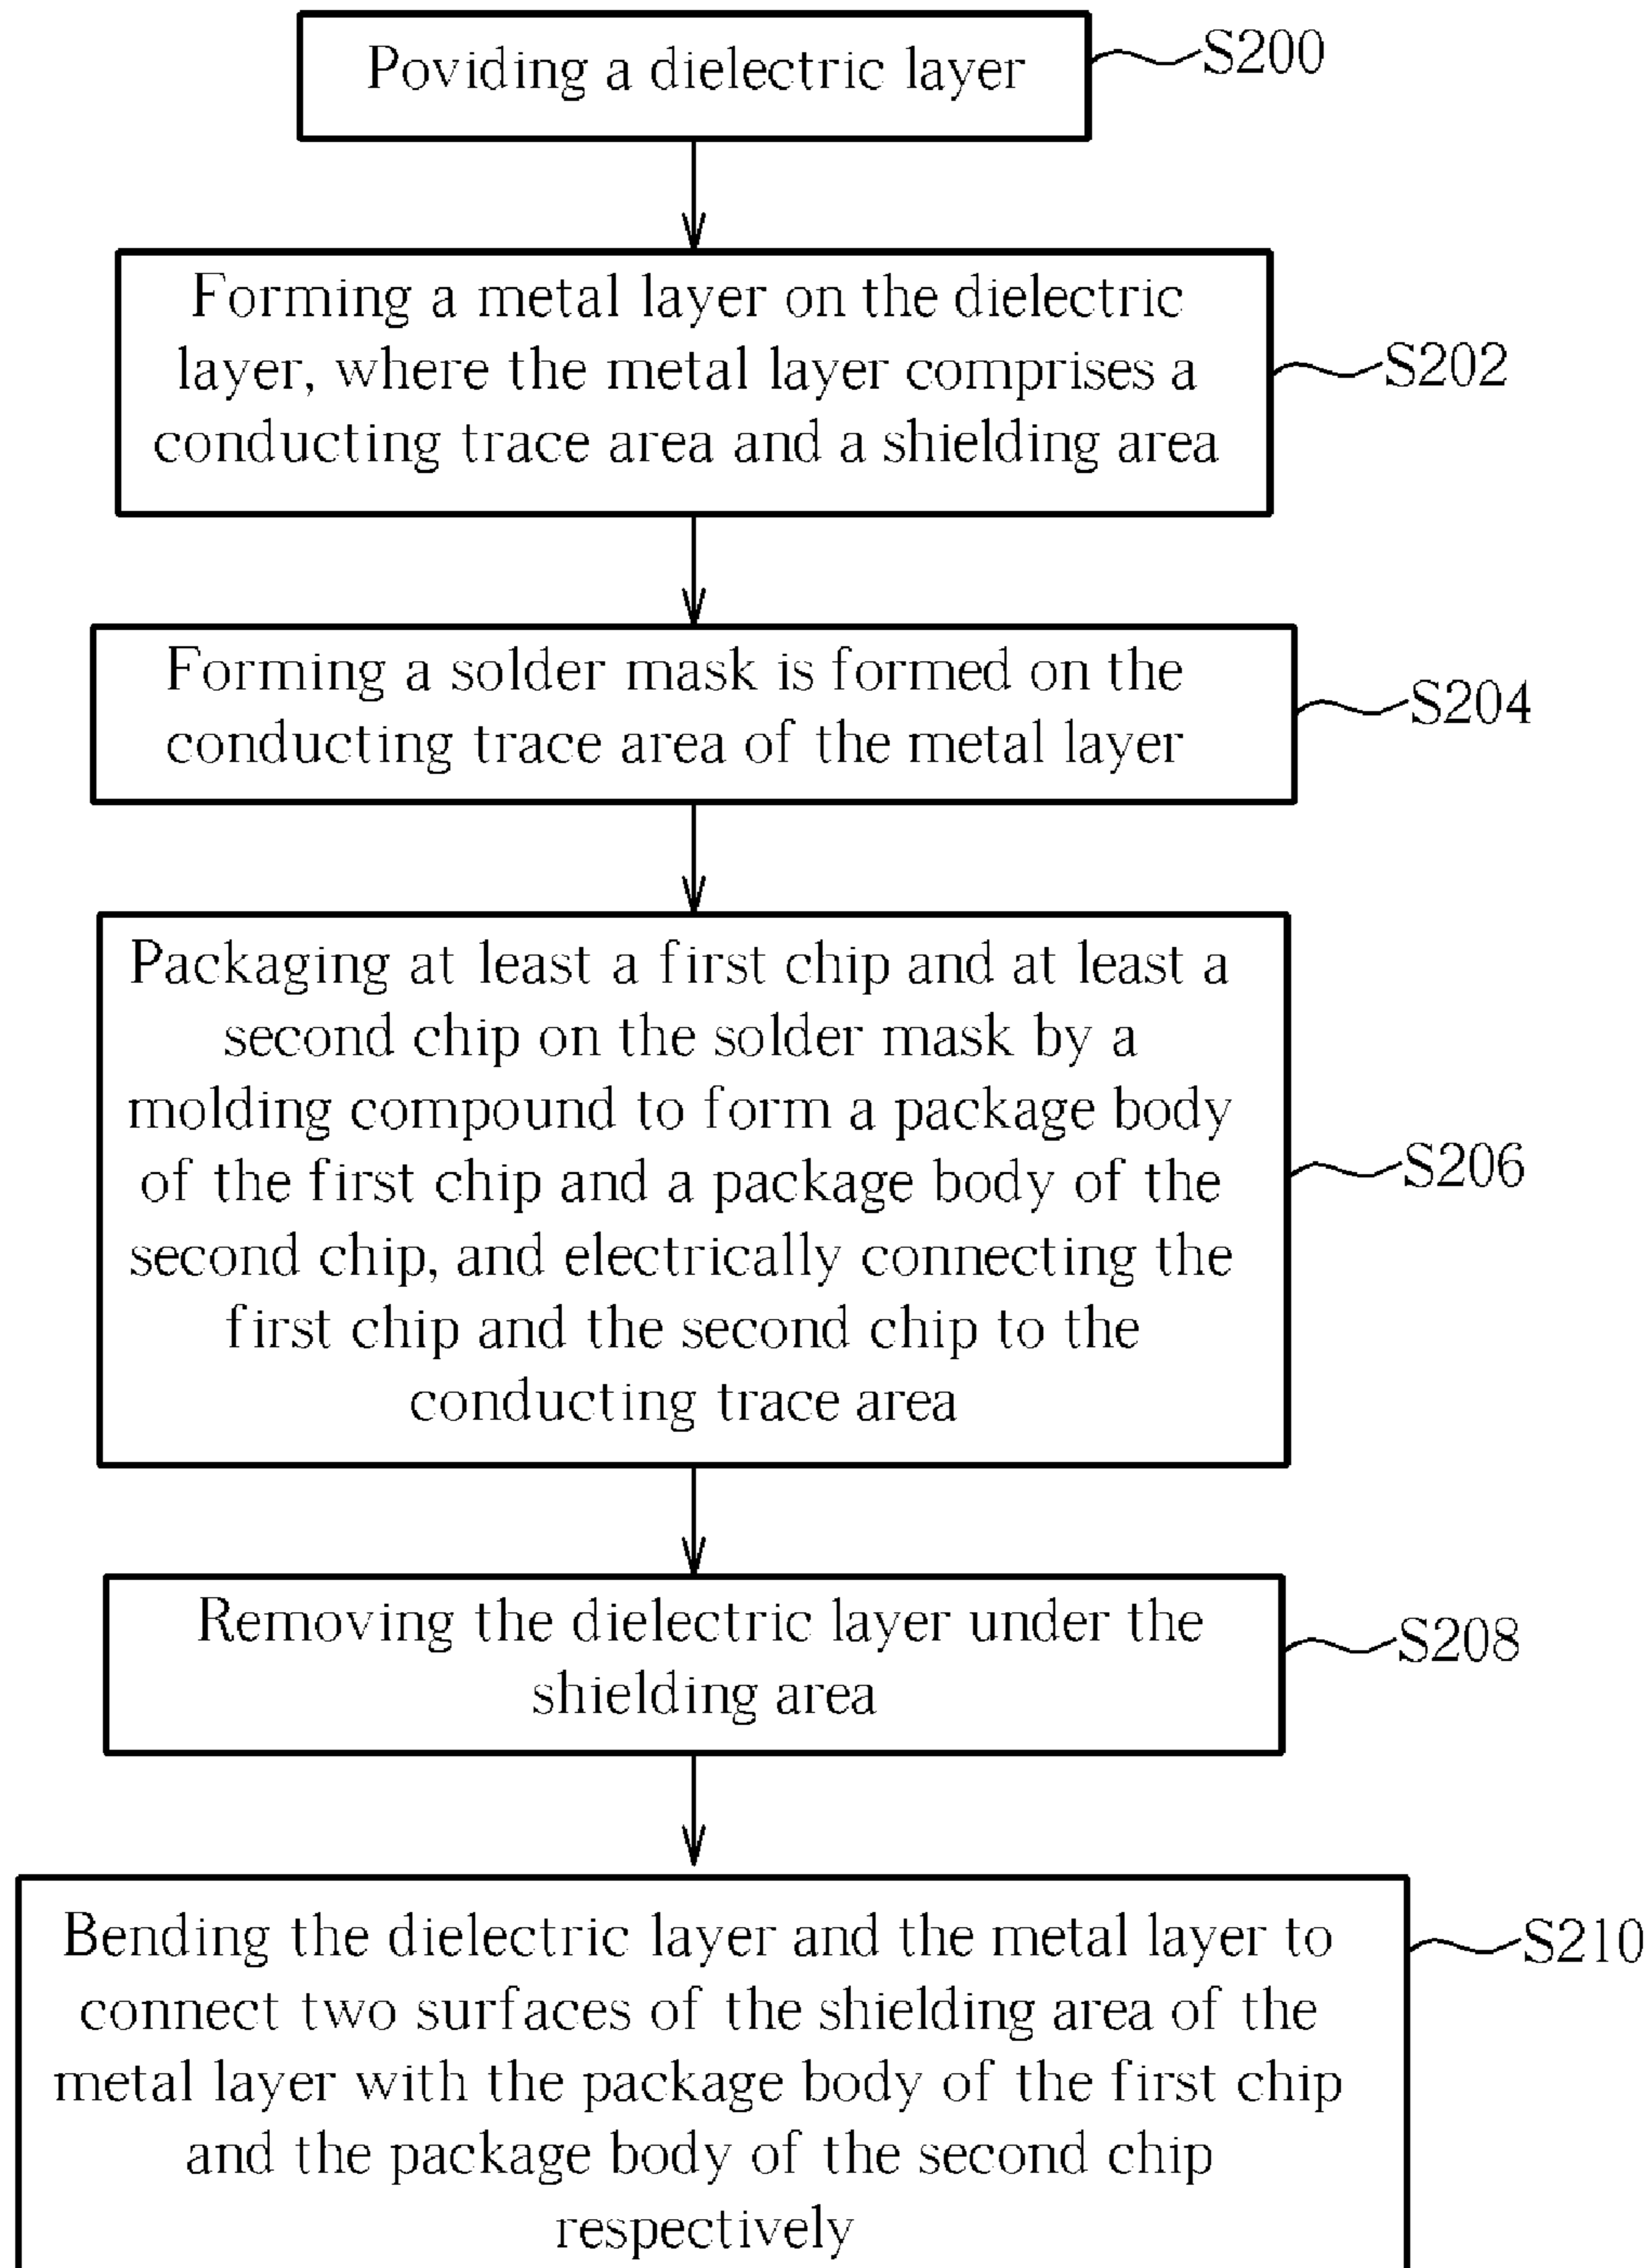 Poviding a dielectric layer
S200
Forming a metal layer on the dielectric
layer, where the metal layer comprises a
conducting trace area and a shielding area
S202
Forming a solder mask is formed on the
conducting trace area of the metal layer
S204
Packaging at least a first chip and at least a
second chip on the solder mask by a
molding compound to form a package body
of the first chip and a package body of the
second chip, and electrically connecting the
first chip and the second chip to the
conducting trace area
S206
Removing the dielectric layer under the
shielding area
S208
Bending the dielectric layer and the metal layer to
connect two surfaces of the shielding area of the
metal layer with the package body of the first chip
and the package body of the second chip
respectively
S210